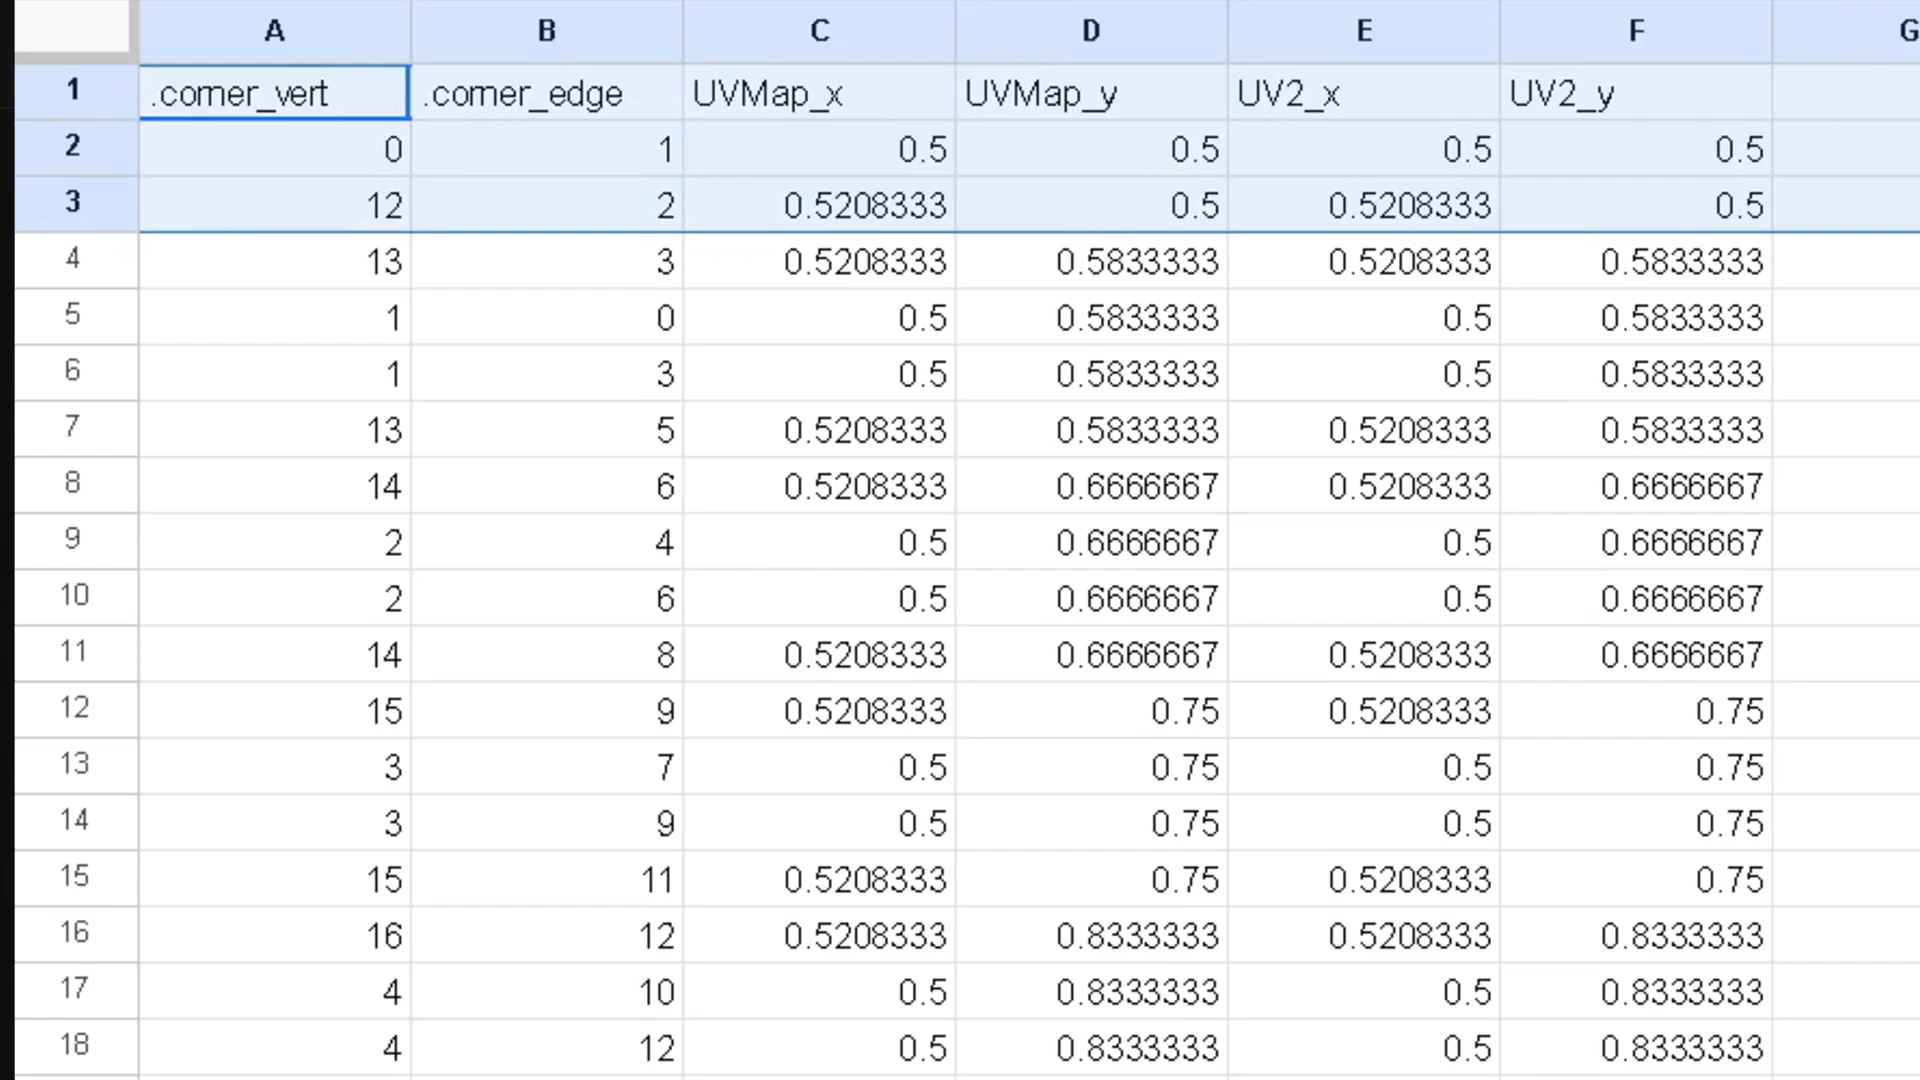 A B C D E F G
1 .corner_vert .corner_edge UVMap_x UVMap_y UV2_x UV2_y
2 0 1 0.5 0.5 0.5 0.5
3 12 2 0.5208333 0.5 0.5208333 0.5
4 13 3 0.5208333 0.5833333 0.5208333 0.5833333
5 1 0 0.5 0.5833333 0.5 0.5833333
6 1 3 0.5 0.5833333 0.5 0.5833333
7 13 5 0.5208333 0.5833333 0.5208333 0.5833333
8 14 6 0.5208333 0.6666667 0.5208333 0.6666667
9 2 4 0.5 0.6666667 0.5 0.6666667
10 2 6 0.5 0.6666667 0.5 0.6666667
11 14 8 0.5208333 0.6666667 0.5208333 0.6666667
12 15 9 0.5208333 0.75 0.5208333 0.75
13 3 7 0.5 0.75 0.5 0.75
14 3 9 0.5 0.75 0.5 0.75
15 15 11 0.5208333 0.75 0.5208333 0.75
16 16 12 0.5208333 0.8333333 0.5208333 0.8333333
17 4 10 0.5 0.8333333 0.5 0.8333333
18 4 12 0.5 0.8333333 0.5 0.8333333